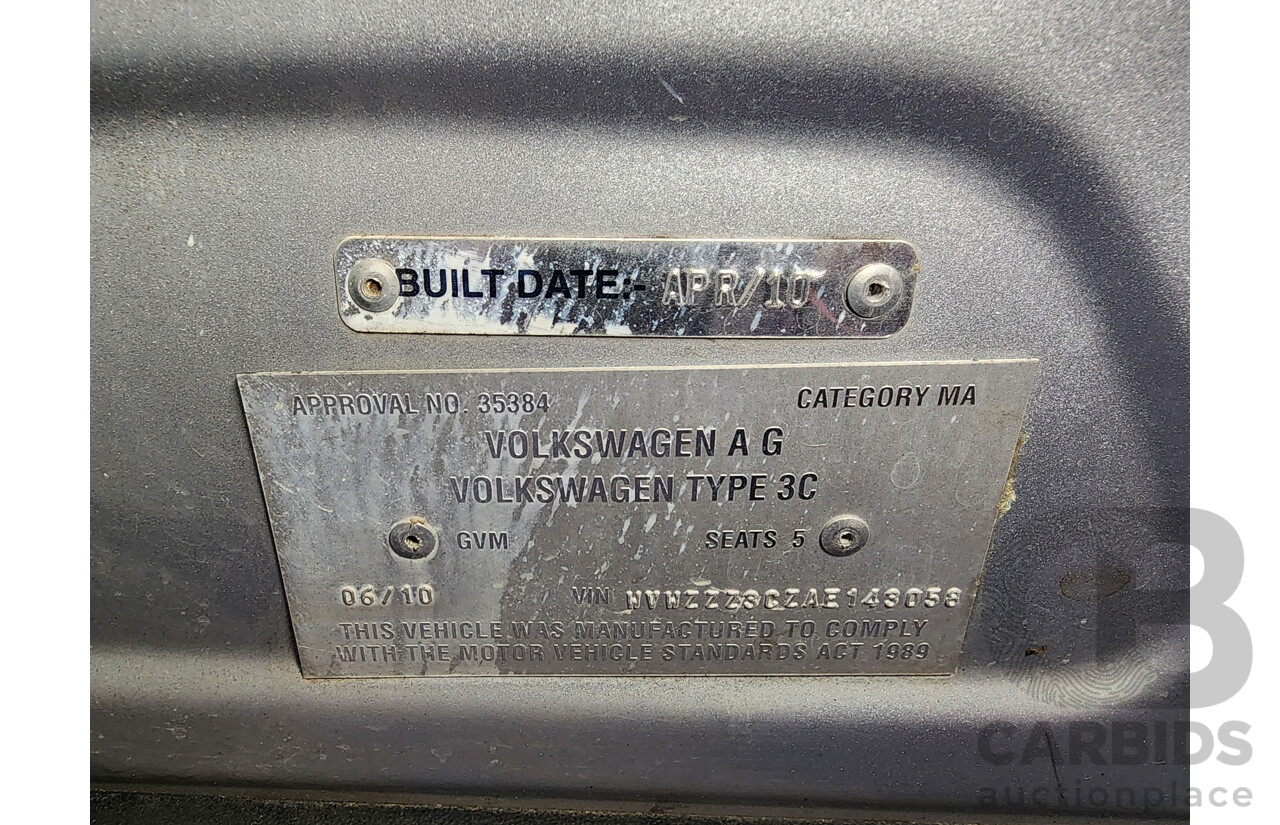 BUILT DATE:- APR/10
APPROVAL NO. 35384 CATEGORY MA
VOLKSWAGEN A G
VOLKSWAGEN TYPE 3C
GVM SEATS 5
06/10 VIN WVWZZZ3CZAE143058
THIS VEHICLE WAS MANUFACTURED TO COMPLY
WITH THE MOTOR VEHICLE STANDARDS ACT 1989
CB
CARBIDS
auctionplace